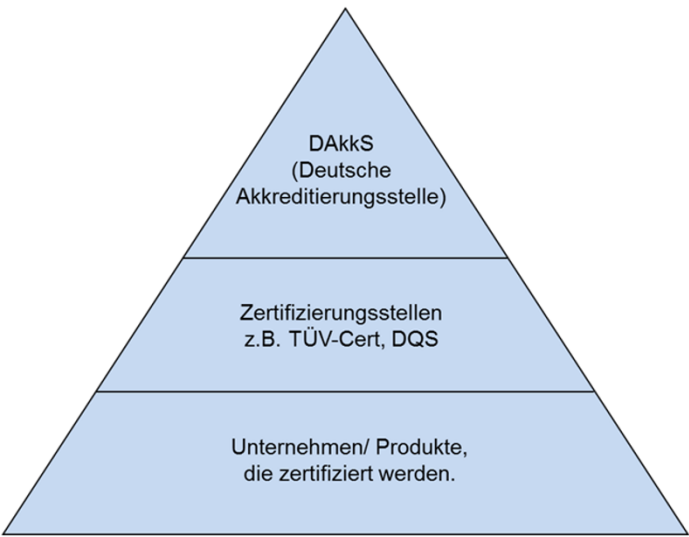 DAkkS
(Deutsche
Akkreditierungsstelle)
Zertifizierungsstellen
z.B. TÜV-Cert, DQS
Unternehmen/ Produkte,
die zertifiziert werden.